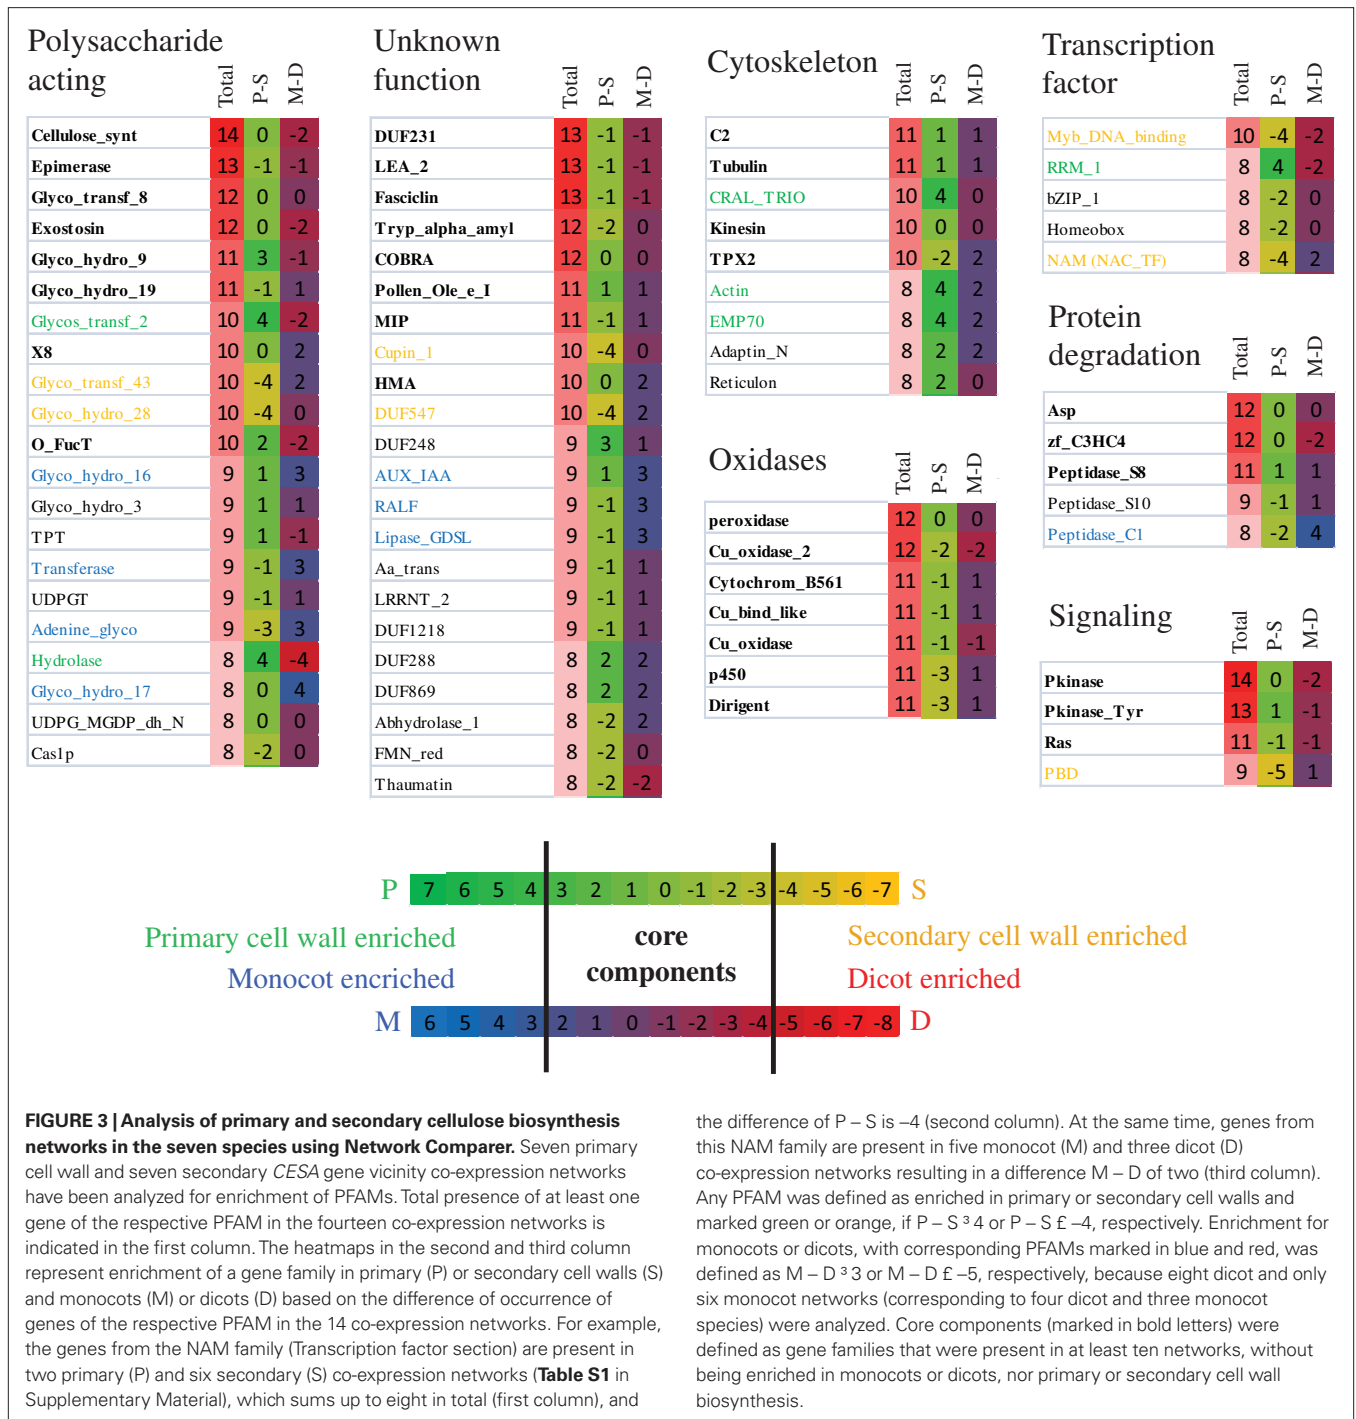 Polysaccharide
acting
Total P-S M-D
Cellulose_synt 14 0 -2
Epimerase 13 -1 -1
Glyco_transf_8 12 0 0
Exostosin 12 0 -2
Glyco_hydro_9 11 3 -1
Glyco_hydro_19 11 -1 1
Glycos_transf_2 10 4 -2
X8 10 0 2
Glyco_transf_43 10 -4 2
Glyco_hydro_28 10 -4 0
O_FucT 10 2 -2
Glyco_hydro_16 9 1 3
Glyco_hydro_3 9 1 1
TPT 9 1 -1
Transferase 9 -1 3
UDPGT 9 -1 1
Adenine_glyco 9 -3 3
Hydrolase 8 4 -4
Glyco_hydro_17 8 0 4
UDPG_MGDP_dh_N 8 0 0
Cas1p 8 -2 0
Unknown
function
Total P-S M-D
DUF231 13 -1 -1
LEA_2 13 -1 -1
Fasciclin 13 -1 -1
Tryp_alpha_amyl 12 -2 0
COBRA 12 0 0
Pollen_Ole_e_I 11 1 1
MIP 11 -1 1
Cupin_1 10 -4 0
HMA 10 0 2
DUF547 10 -4 2
DUF248 9 3 1
AUX_IAA 9 1 3
RALF 9 -1 3
Lipase_GDSL 9 -1 3
Aa_trans 9 -1 1
LRRNT_2 9 -1 1
DUF1218 9 -1 1
DUF288 8 2 2
DUF869 8 2 2
Abhydrolase_1 8 -2 2
FMN_red 8 -2 0
Thaumatin 8 -2 -2
Cytoskeleton
Total P-S M-D
C2 11 1 1
Tubulin 11 1 1
CRAL_TRIO 10 4 0
Kinesin 10 0 0
TPX2 10 -2 2
Actin 8 4 2
EMP70 8 4 2
Adaptin_N 8 2 2
Reticulon 8 2 0
Oxidases
Total P-S M-D
peroxidase 12 0 0
Cu_oxidase_2 12 -2 -2
Cytochrom_B561 11 -1 1
Cu_bind_like 11 -1 1
Cu_oxidase 11 -1 -1
p450 11 -3 1
Dirigent 11 -3 1
Transcription
factor
Total P-S M-D
Myb_DNA_binding 10 -4 -2
RRM_1 8 4 -2
bZIP_1 8 -2 0
Homeobox 8 -2 0
NAM (NAC_TF) 8 -4 2
Protein
degradation
Total P-S M-D
Asp 12 0 0
zf_C3HC4 12 0 -2
Peptidase_S8 11 1 1
Peptidase_S10 9 -1 1
Peptidase_C1 8 -2 4
Signaling
Total P-S M-D
Pkinase 14 0 -2
Pkinase_Tyr 13 1 -1
Ras 11 -1 -1
PBD 9 -5 1
P 7 6 5 4 3 2 1 0 -1 -2 -3 -4 -5 -6 -7 S
Primary cell wall enriched
Monocot encriched
core
components
Secondary cell wall enriched
Dicot enriched
M 6 5 4 3 2 1 0 -1 -2 -3 -4 -5 -6 -7 -8 D
FIGURE 3 | Analysis of primary and secondary cellulose biosynthesis
networks in the seven species using Network Comparer. Seven primary
cell wall and seven secondary CESA gene vicinity co-expression networks
have been analyzed for enrichment of PFAMs. Total presence of at least one
gene of the respective PFAM in the fourteen co-expression networks is
indicated in the first column. The heatmaps in the second and third column
represent enrichment of a gene family in primary (P) or secondary cell walls (S)
and monocots (M) or dicots (D) based on the difference of occurrence of
genes of the respective PFAM in the 14 co-expression networks. For example,
the genes from the NAM family (Transcription factor section) are present in
two primary (P) and six secondary (S) co-expression networks (Table S1 in
Supplementary Material), which sums up to eight in total (first column), and
the difference of P – S is –4 (second column). At the same time, genes from
this NAM family are present in five monocot (M) and three dicot (D)
co-expression networks resulting in a difference M – D of two (third column).
Any PFAM was defined as enriched in primary or secondary cell walls and
marked green or orange, if P – S ³ 4 or P – S £ –4, respectively. Enrichment for
monocots or dicots, with corresponding PFAMs marked in blue and red, was
defined as M – D ³ 3 or M – D £ –5, respectively, because eight dicot and only
six monocot networks (corresponding to four dicot and three monocot
species) were analyzed. Core components (marked in bold letters) were
defined as gene families that were present in at least ten networks, without
being enriched in monocots or dicots, nor primary or secondary cell wall
biosynthesis.